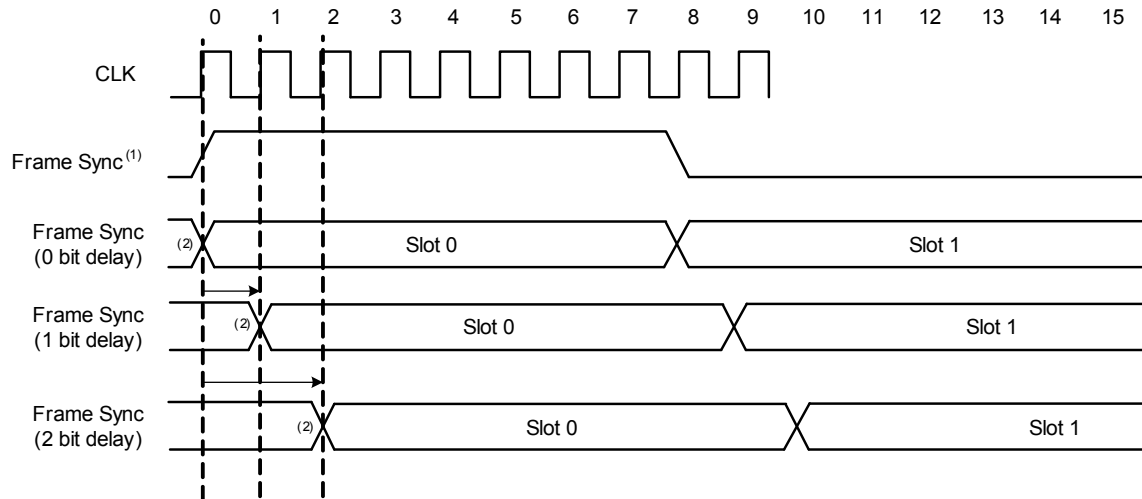 0 1 2 3 4 5 6 7 8 9 10 11 12 13 14 15
CLK
Frame Sync(1)
Frame Sync
(0 bit delay)
(2)
Slot 0
Slot 1
Frame Sync
(1 bit delay)
(2)
Slot 0
Slot 1
Frame Sync
(2 bit delay)
(2)
Slot 0
Slot 1